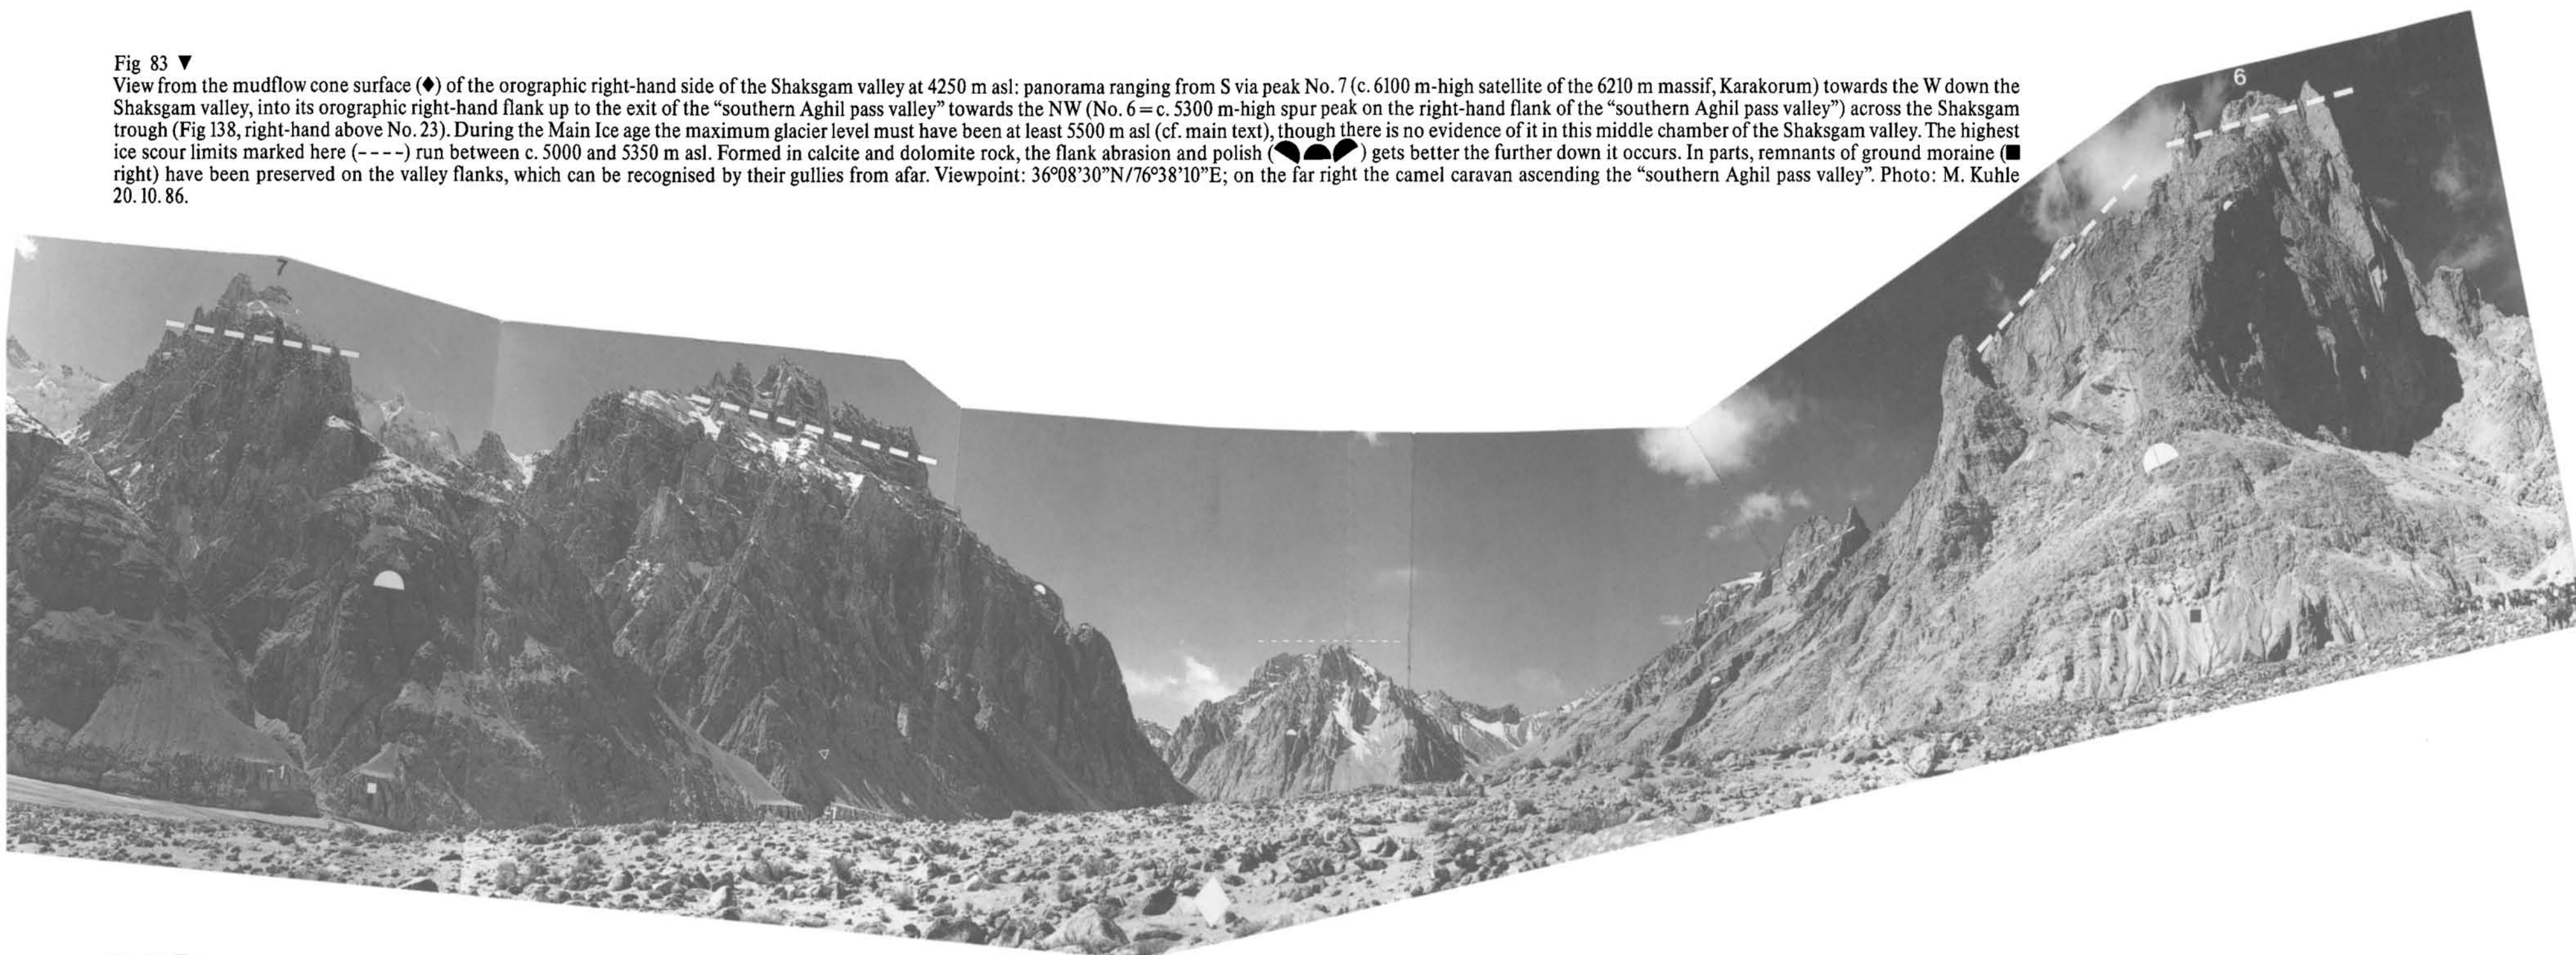 Fig 83 ▼
View from the mudflow cone surface (♦) of the orographic right-hand side of the Shaksgam valley at 4250 m asl: panorama ranging from S via peak No. 7 (c. 6100 m-high satellite of the 6210 m massif, Karakorum) towards the W down the
Shaksgam valley, into its orographic right-hand flank up to the exit of the “southern Aghil pass valley” towards the NW (No. 6 = c. 5300 m-high spur peak on the right-hand flank of the “southern Aghil pass valley”) across the Shaksgam
trough (Fig 138, right-hand above No. 23). During the Main Ice age the maximum glacier level must have been at least 5500 m asl (cf. main text), though there is no evidence of it in this middle chamber of the Shaksgam valley. The highest
ice scour limits marked here (----) run between c. 5000 and 5350 m asl. Formed in calcite and dolomite rock, the flank abrasion and polish ( ) gets better the further down it occurs. In parts, remnants of ground moraine (■
right) have been preserved on the valley flanks, which can be recognised by their gullies from afar. Viewpoint: 36°08’30”N/76°38’10”E; on the far right the camel caravan ascending the “southern Aghil pass valley”. Photo: M. Kuhle
20. 10. 86.
6
7